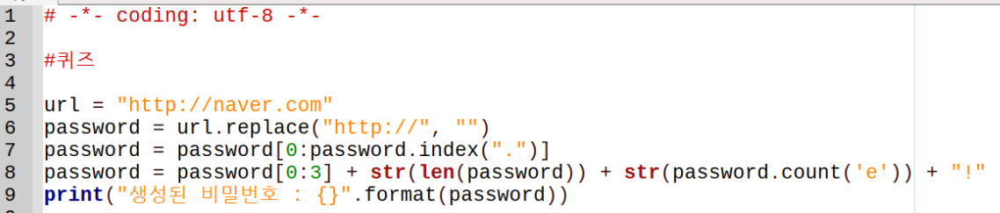 1 # -*- coding: utf-8 -*-
2
3 #퀴즈
4
5 url = "http://naver.com"
6 password = url.replace("http://", "")
7 password = password[0:password.index(".")]
8 password = password[0:3] + str(len(password)) + str(password.count('e')) + "!"
9 print("생성된 비밀번호 : {}".format(password))